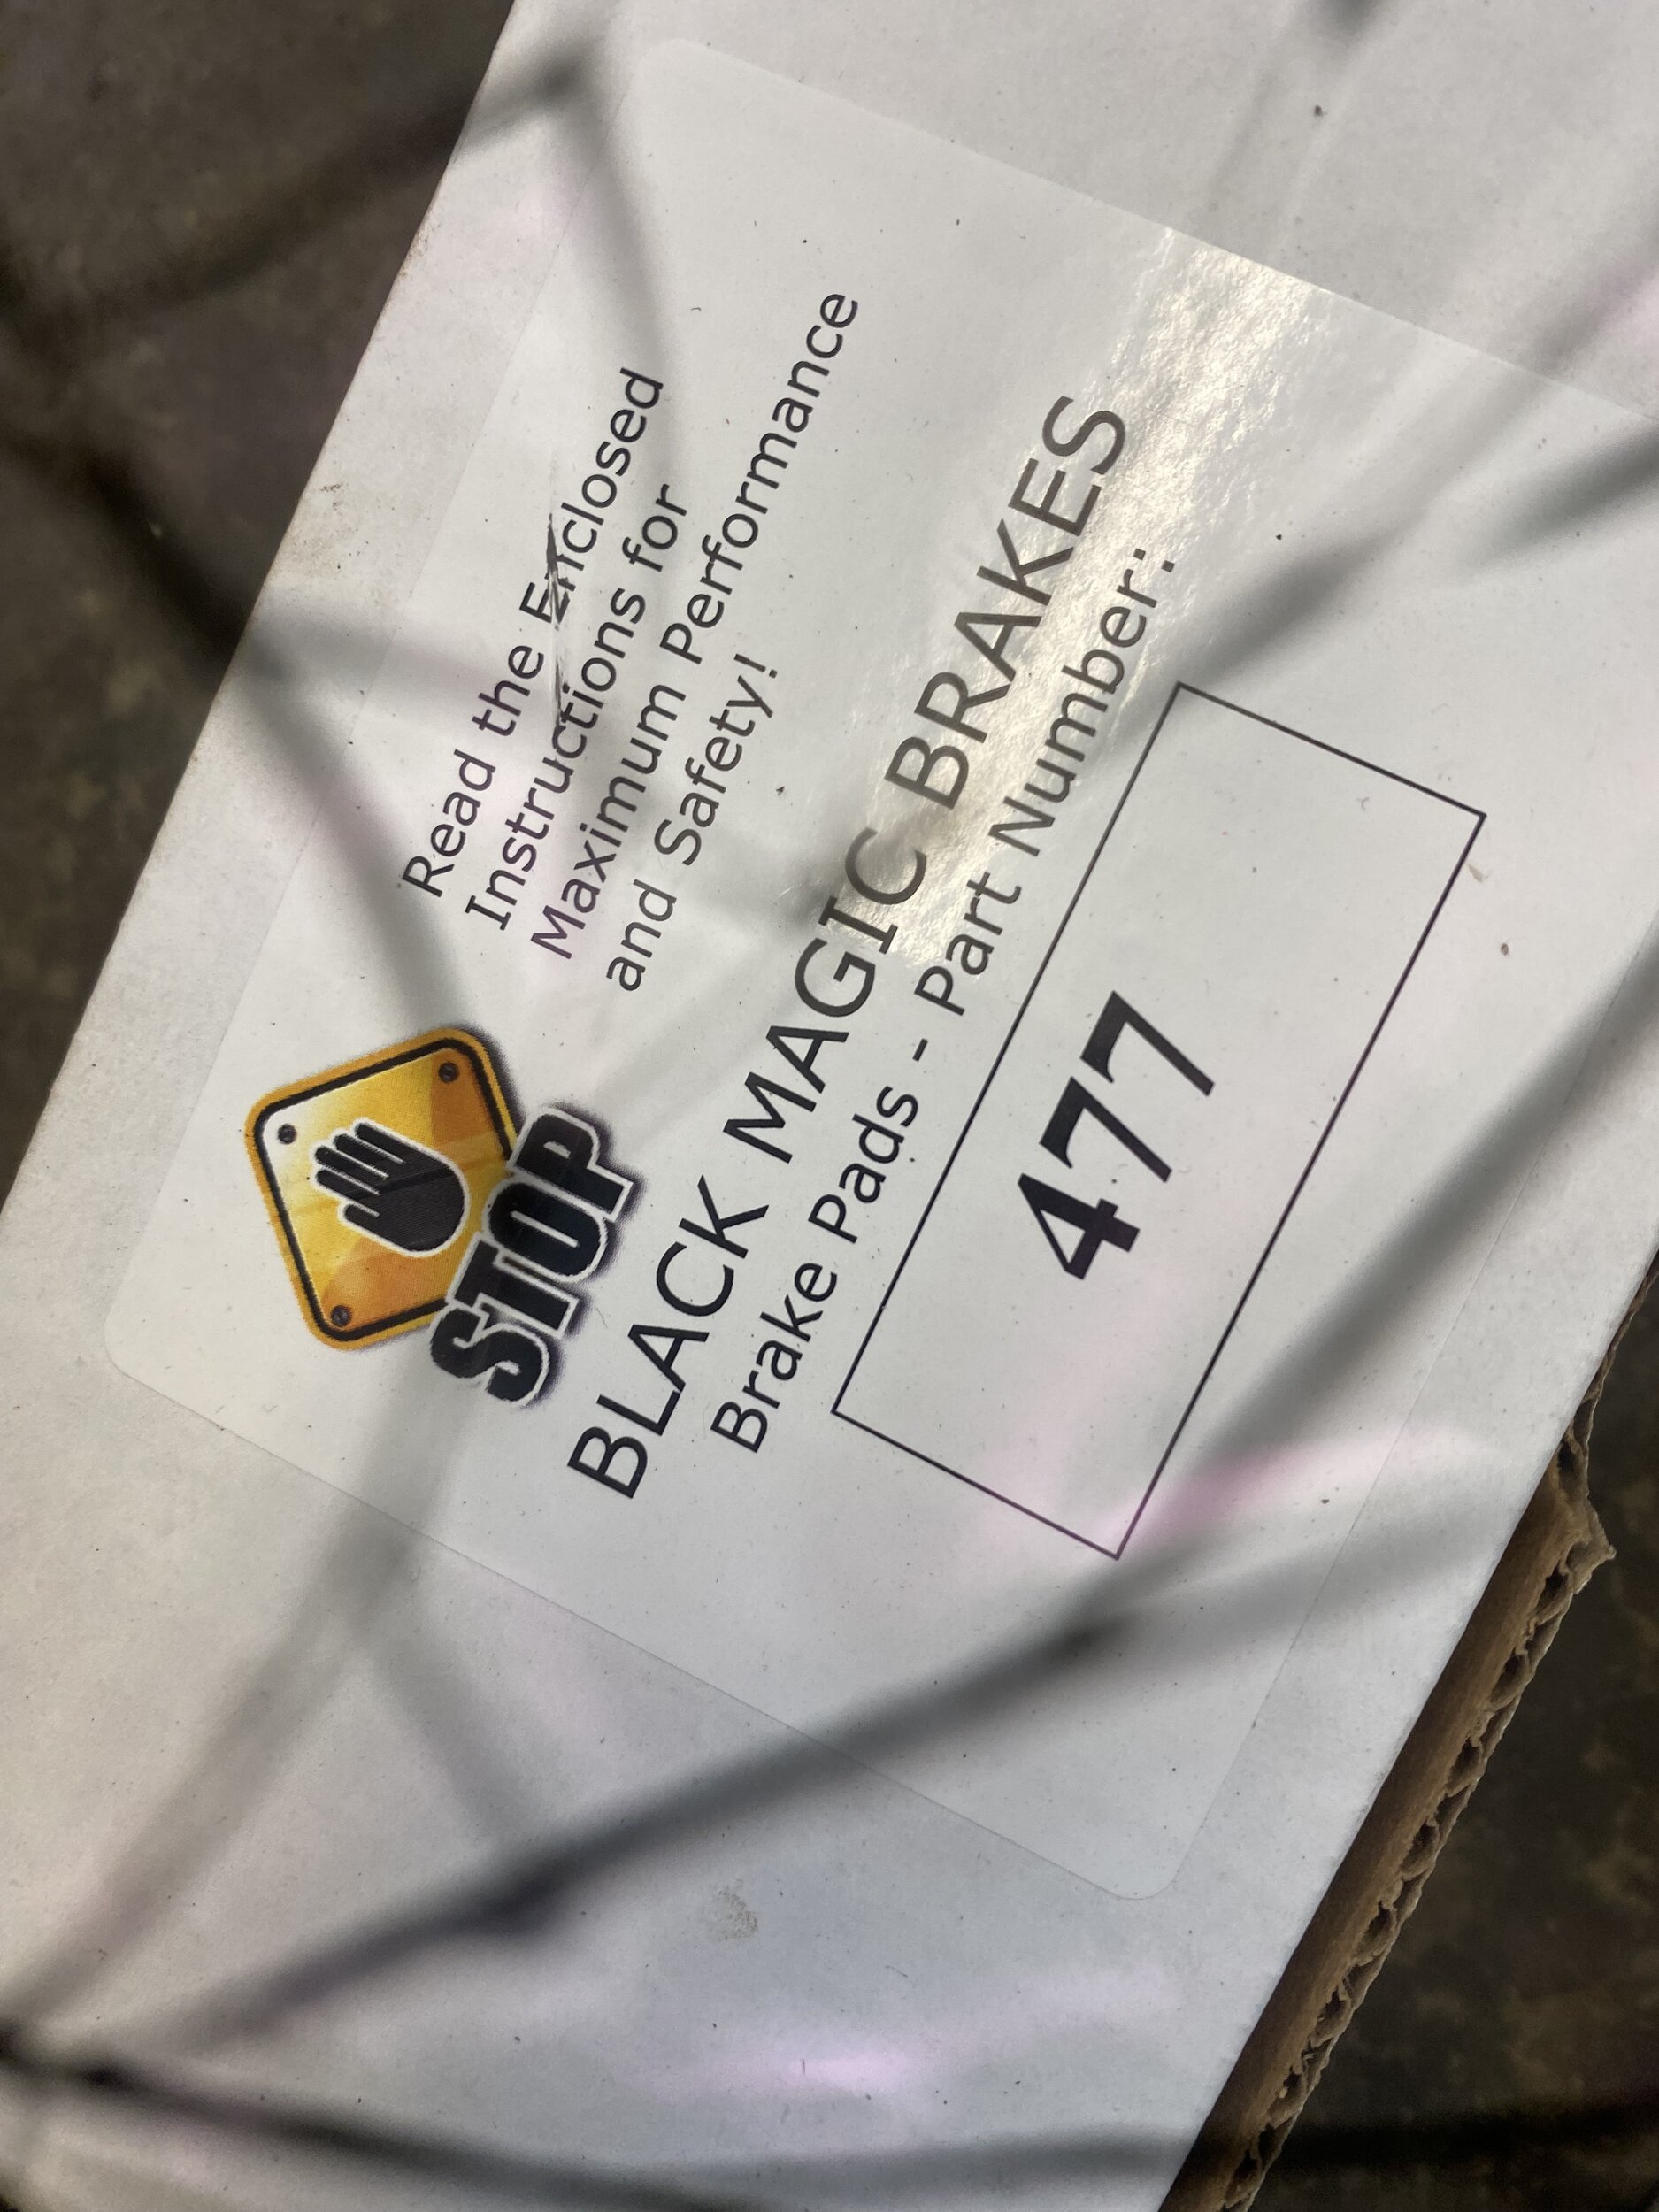 STOP
Read the Enclosed
Instructions for
Maximum Performance
and Safety!
BLACK MAGIC BRAKES
Brake Pads - Part Number:
477